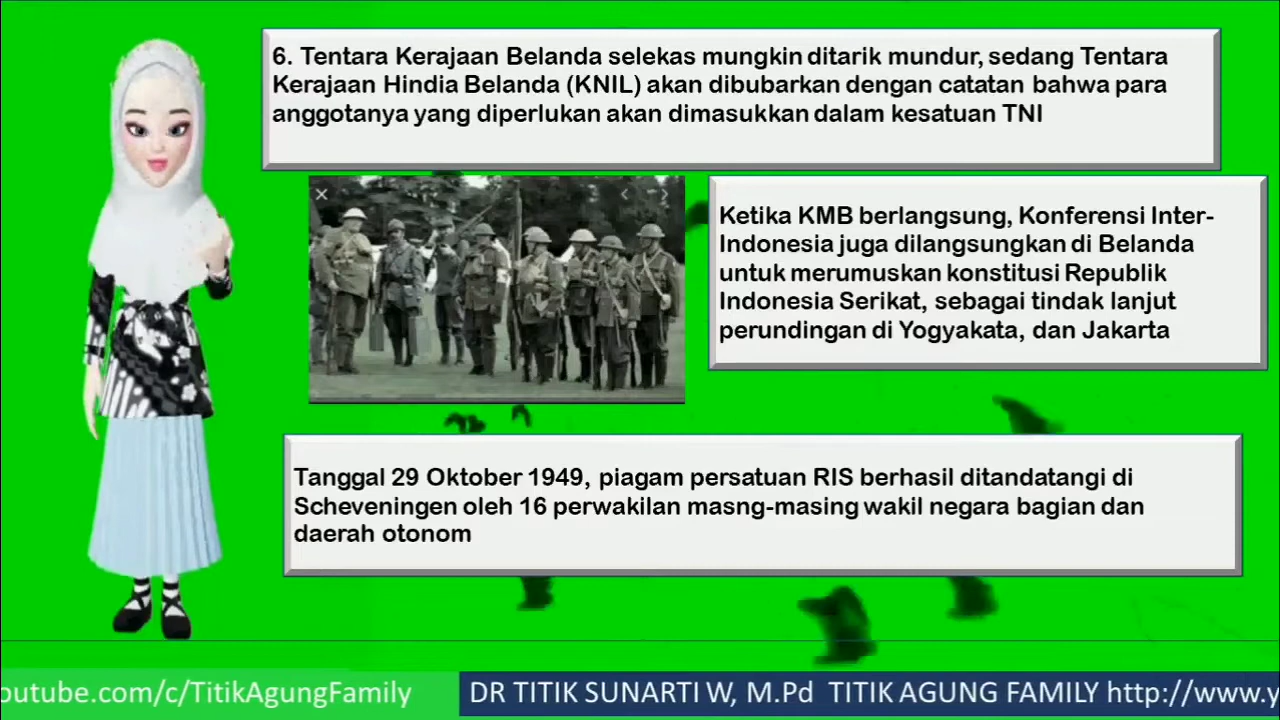 6. Tentara Kerajaan Belanda selekas mungkin ditarik mundur, sedang Tentara
Kerajaan Hindia Belanda (KNIL) akan dibubarkan dengan catatan bahwa para
anggotanya yang diperlukan akan dimasukkan dalam kesatuan TNI
Ketika KMB berlangsung, Konferensi Inter-
Indonesia juga dilangsungkan di Belanda
untuk merumuskan konstitusi Republik
Indonesia Serikat, sebagai tindak lanjut
perundingan di Yogyakata, dan Jakarta
Tanggal 29 Oktober 1949, piagam persatuan RIS berhasil ditandatangi di
Scheveningen oleh 16 perwakilan masng-masing wakil negara bagian dan
daerah otonom
outube.com/c/TitikAgungFamily
DR TITIK SUNARTI W, M.Pd TITIK AGUNG FAMILY http://www.y